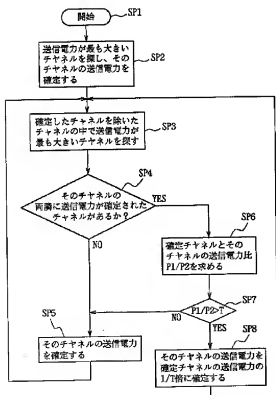 開始
SP1
送信電力が最も大きい
チヤネルを探し、その
チヤネルの送信電力を
確定する
SP2
確定したチャネルを除いた
チャネルの中で送信電力が
最も大きいチャネルを探す
SP3
そのチャネルの
両隣に送信電力が確定された
チャネルがあるか?
SP4
YES
NO
確定チャネルとその
チャネルの送信電力比
P1/P2を求める
SP6
P1/P2>T
SP7
NO
YES
そのチャネルの送信電力
を確定する
SP5
そのチャネルの送信電力を
確定チャネルの送信電力の
1/T倍に確定する
SP8